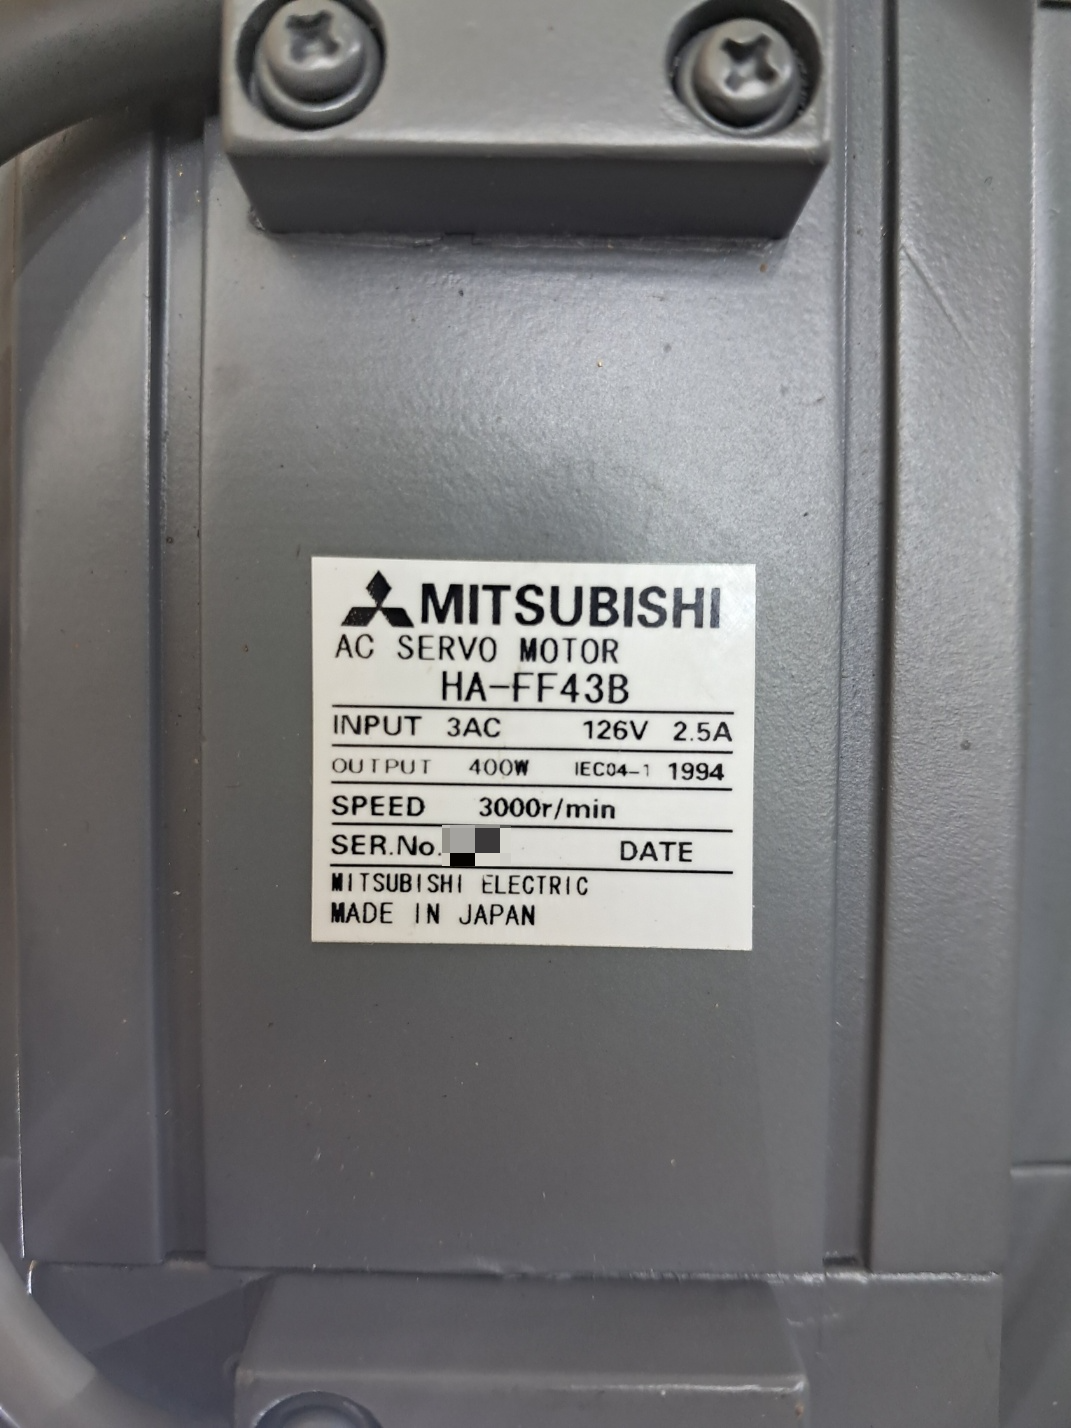 MITSUBISHI
AC SERVO MOTOR
HA-FF43B
INPUT 3AC 126V 2.5A
OUTPUT 400W IEC04-1 1994
SPEED 3000r/min
SER.No. DATE
MITSUBISHI ELECTRIC
MADE IN JAPAN